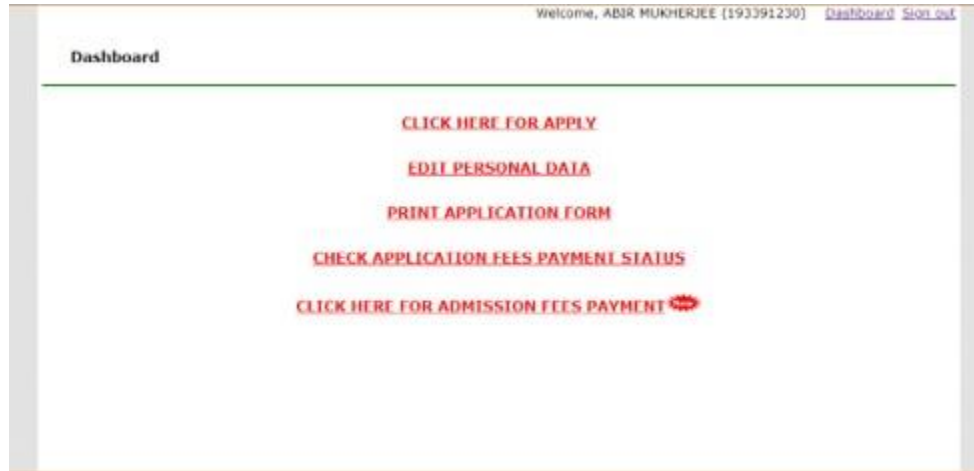 Welcome, ABIR MUKHERJEE (193391230) Dashboard Sign out
Dashboard
CLICK HERE FOR APPLY
EDIT PERSONAL DATA
PRINT APPLICATION FORM
CHECK APPLICATION FEES PAYMENT STATUS
CLICK HERE FOR ADMISSION FEES PAYMENT New